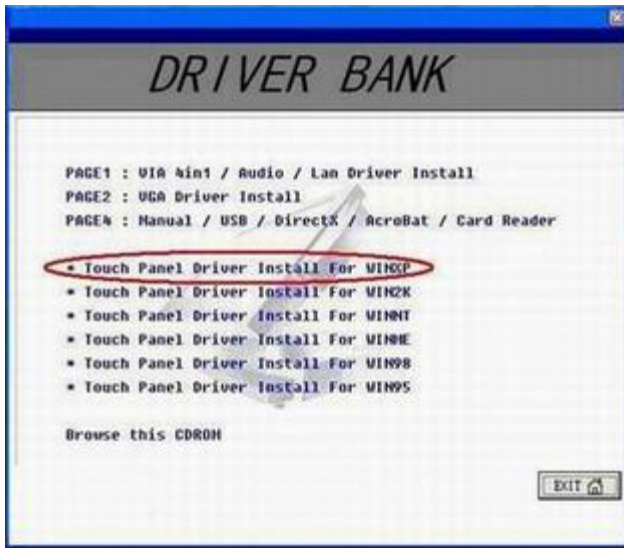 DRIVER BANK
PAGE1 : VIA 4in1 / Audio / Lan Driver Install
PAGE2 : VGA Driver Install
PAGE4 : Manual / USB / DirectX / AcroBat / Card Reader
* Touch Panel Driver Install For WINXP
* Touch Panel Driver Install For WIN2K
* Touch Panel Driver Install For WINNT
* Touch Panel Driver Install For WINME
* Touch Panel Driver Install For WIN98
* Touch Panel Driver Install For WIN95
Browse this CDROM
EXIT